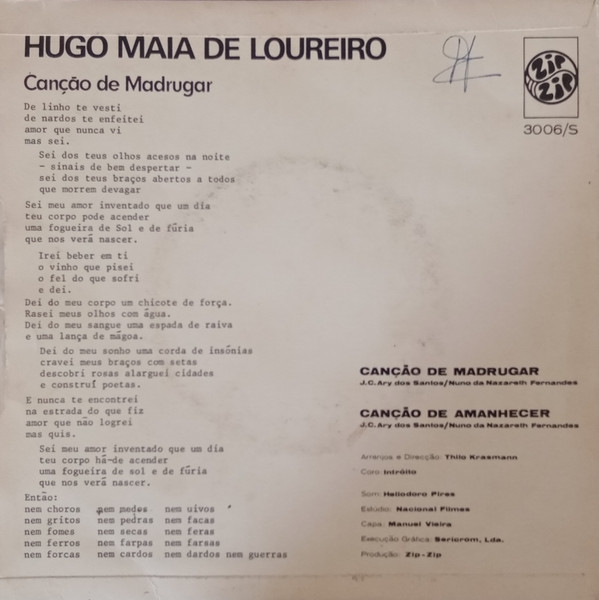 HUGO MAIA DE LOUREIRO
Canção de Madrugar
Zip
Zip
3006/S
De linho te vesti
de nardos te enfeitei
amor que nunca vi
mas sei.
Sei dos teus olhos acesos na noite
- sinais de bem despertar -
sei dos teus braços abertos a todos
que morrem devagar
Sei meu amor inventado que um dia
teu corpo pode acender
uma fogueira de Sol e de fúria
que nos verá nascer.
Irei beber em ti
o vinho que pisei
o fel do que sofri
e dei.
Dei do meu corpo um chicote de força.
Rasei meus olhos com água.
Dei do meu sangue uma espada de raiva
e uma lança de mágoa.
Dei do meu sonho uma corda de insónias
cravei meus braços com setas
descobri rosas alarguei cidades
e construí poetas.
E nunca te encontrei
na estrada do que fiz
amor que não logrei
mas quis.
Sei meu amor inventado que um dia
teu corpo há-de acender
uma fogueira de sol e de fúria
que nos verá nascer.
Então:
nem choros nem medos nem uivos
nem gritos nem pedras nem facas
nem fomes nem secas nem feras
nem ferros nem farpas nem farsas
nem forcas nem cardos nem dardos nem guerras
CANÇÃO DE MADRUGAR
J.C.Ary dos Santos/Nuno da Nazareth Fernandes
CANÇÃO DE AMANHECER
J.C.Ary dos Santos/Nuno da Nazareth Fernandes
Arranjos e Direcção: Thilo Krasmann
Coro: Intróito
Som: Heliodoro Pires
Estúdio: Nacional Filmes
Capa: Manuel Vieira
Execução Gráfica: Sericrom, Lda.
Produção: Zip-Zip